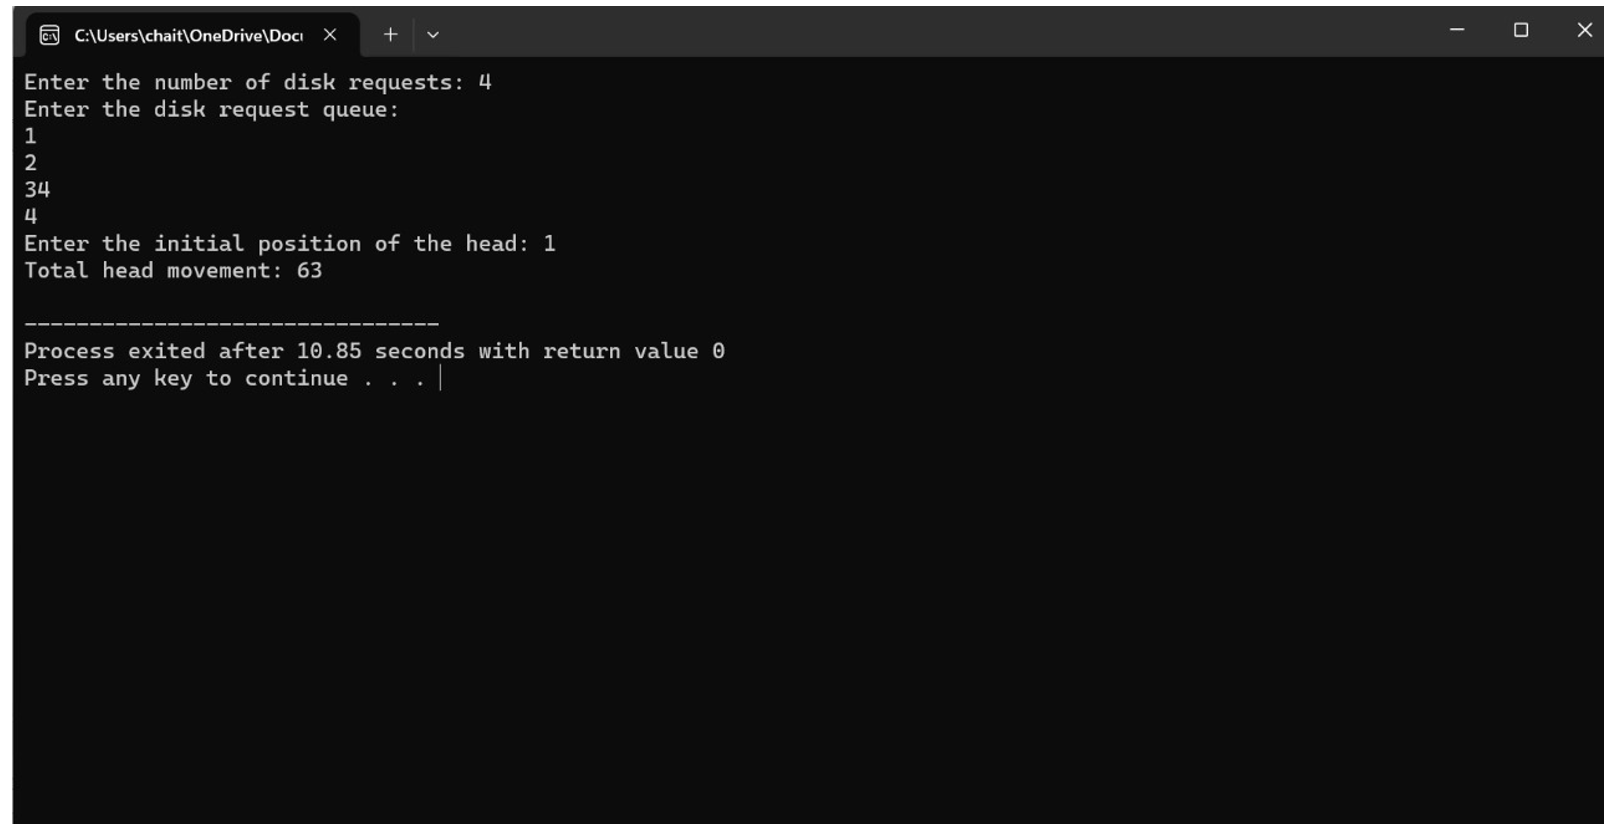 C:\Users\chait\OneDrive\Docu
Enter the number of disk requests: 4
Enter the disk request queue:
1
2
34
4
Enter the initial position of the head: 1
Total head movement: 63
--------------------------------
Process exited after 10.85 seconds with return value 0
Press any key to continue . . .